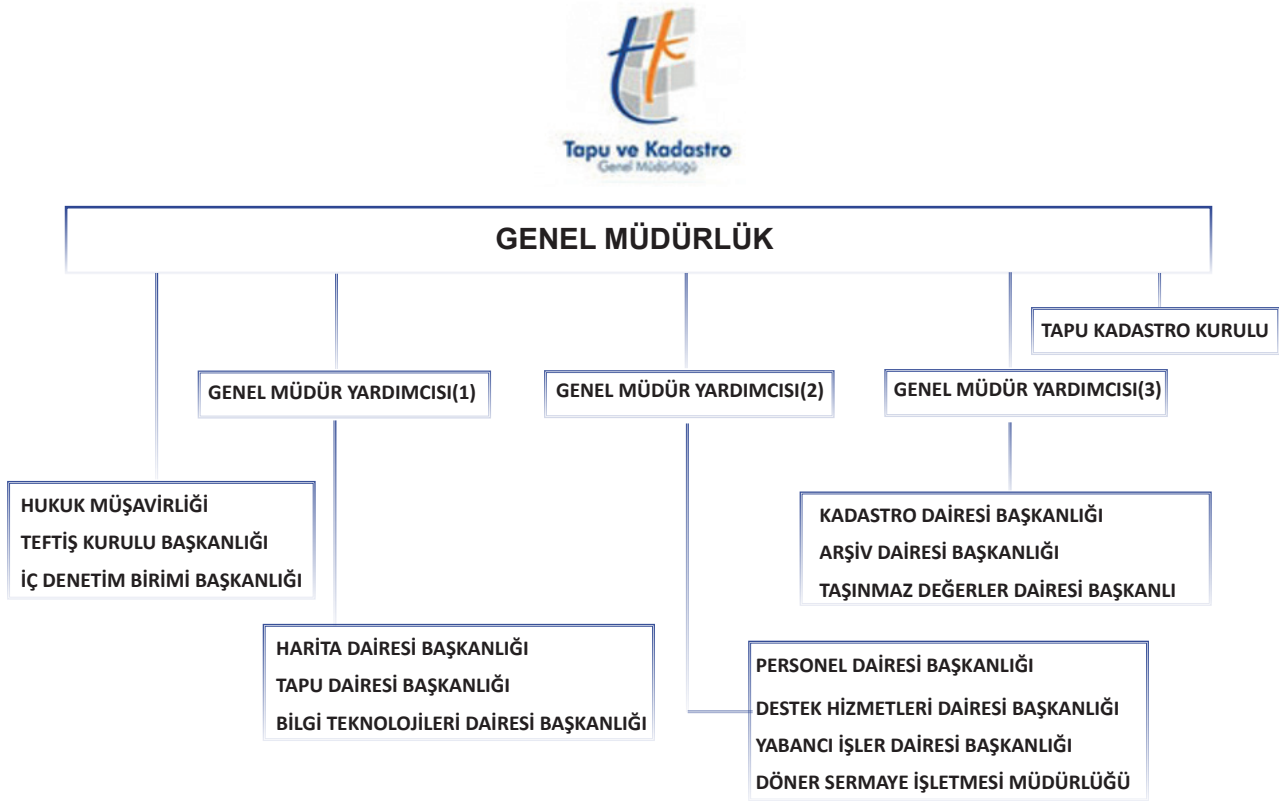 Tapu ve Kadastro
Genel Müdürlüğü
GENEL MÜDÜRLÜK
TAPU KADASTRO KURULU
GENEL MÜDÜR YARDIMCISI(1)
GENEL MÜDÜR YARDIMCISI(2)
GENEL MÜDÜR YARDIMCISI(3)
HUKUK MÜŞAVİRLİĞİ
TEFTİŞ KURULU BAŞKANLIĞI
İÇ DENETİM BİRİMİ BAŞKANLIĞI
KADASTRO DAİRESİ BAŞKANLIĞI
ARŞİV DAİRESİ BAŞKANLIĞI
TAŞINMAZ DEĞERLER DAİRESİ BAŞKANLI
HARİTA DAİRESİ BAŞKANLIĞI
TAPU DAİRESİ BAŞKANLIĞI
BİLGİ TEKNOLOJİLERİ DAİRESİ BAŞKANLIĞI
PERSONEL DAİRESİ BAŞKANLIĞI
DESTEK HİZMETLERİ DAİRESİ BAŞKANLIĞI
YABANCI İŞLER DAİRESİ BAŞKANLIĞI
DÖNER SERMAYE İŞLETMESİ MÜDÜRLÜĞÜ